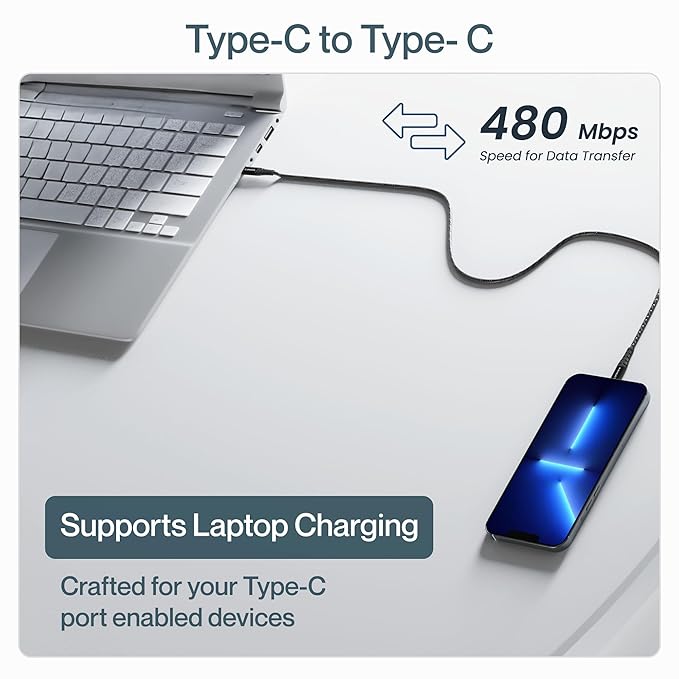 Type-C to Type- C
480 Mbps
Speed for Data Transfer
Supports Laptop Charging
Crafted for your Type-C
port enabled devices